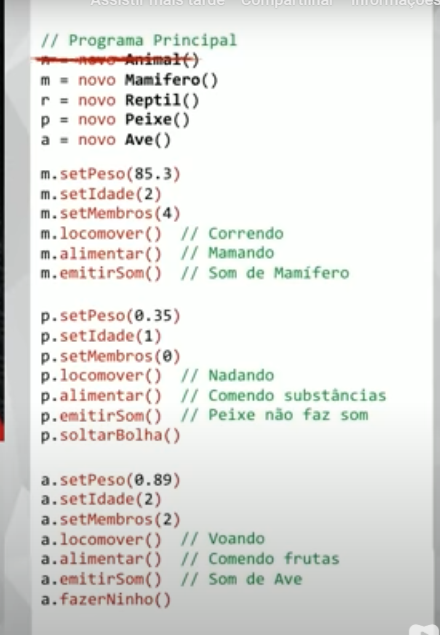 Assistir mais tarde Compartilhar Informações
// Programa Principal
n = novo Animal()
m = novo Mamifero()
r = novo Reptil()
p = novo Peixe()
a = novo Ave()
m.setPeso(85.3)
m.setIdade(2)
m.setMembros(4)
m.locomover() // Correndo
m.alimentar() // Mamando
m.emitirSom() // Som de Mamífero
p.setPeso(0.35)
p.setIdade(1)
p.setMembros(0)
p.locomover() // Nadando
p.alimentar() // Comendo substâncias
p.emitirSom() // Peixe não faz som
p.soltarBolha()
a.setPeso(0.89)
a.setIdade(2)
a.setMembros(2)
a.locomover() // Voando
a.alimentar() // Comendo frutas
a.emitirSom() // Som de Ave
a.fazerNinho()